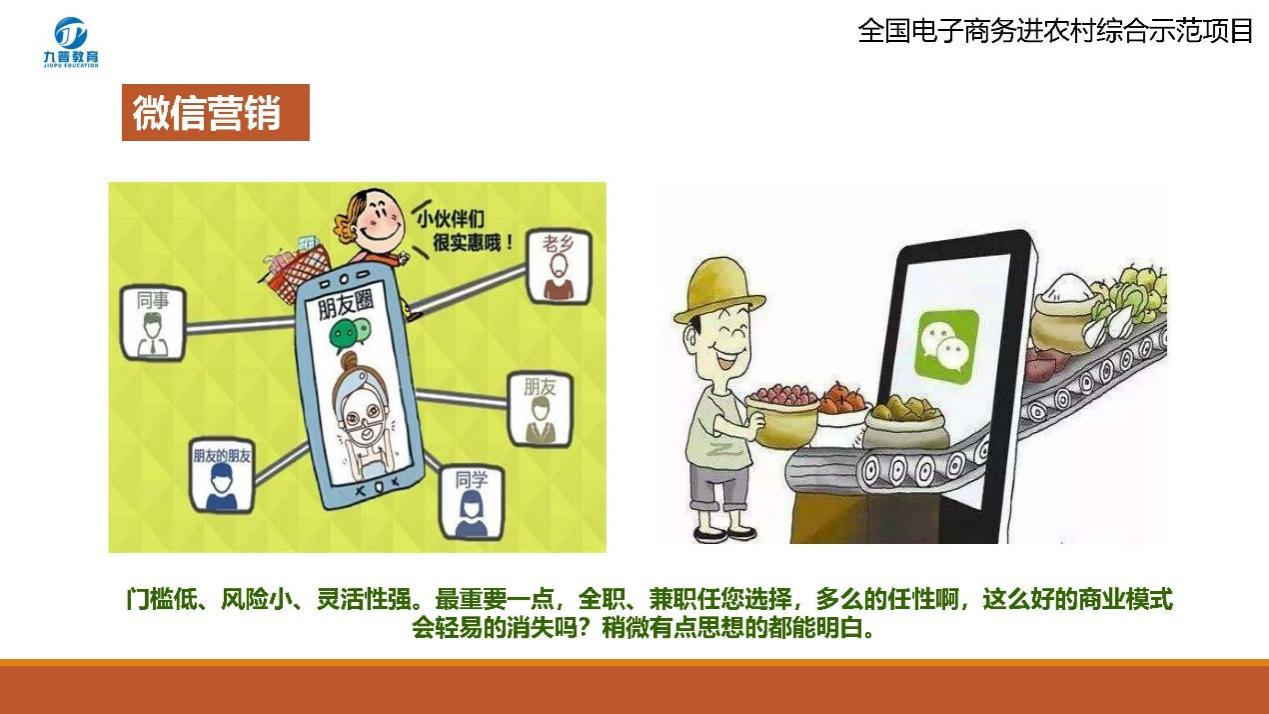 九普教育
JIUPU EDUCATION
全国电子商务进农村综合示范项目
微信营销
小伙伴们
很实惠哦！
老乡
同事
朋友圈
朋友
朋友的朋友
同学
门槛低、风险小、灵活性强。最重要一点，全职、兼职任您选择，多么的任性啊，这么好的商业模式
会轻易的消失吗？稍微有点思想的都能明白。